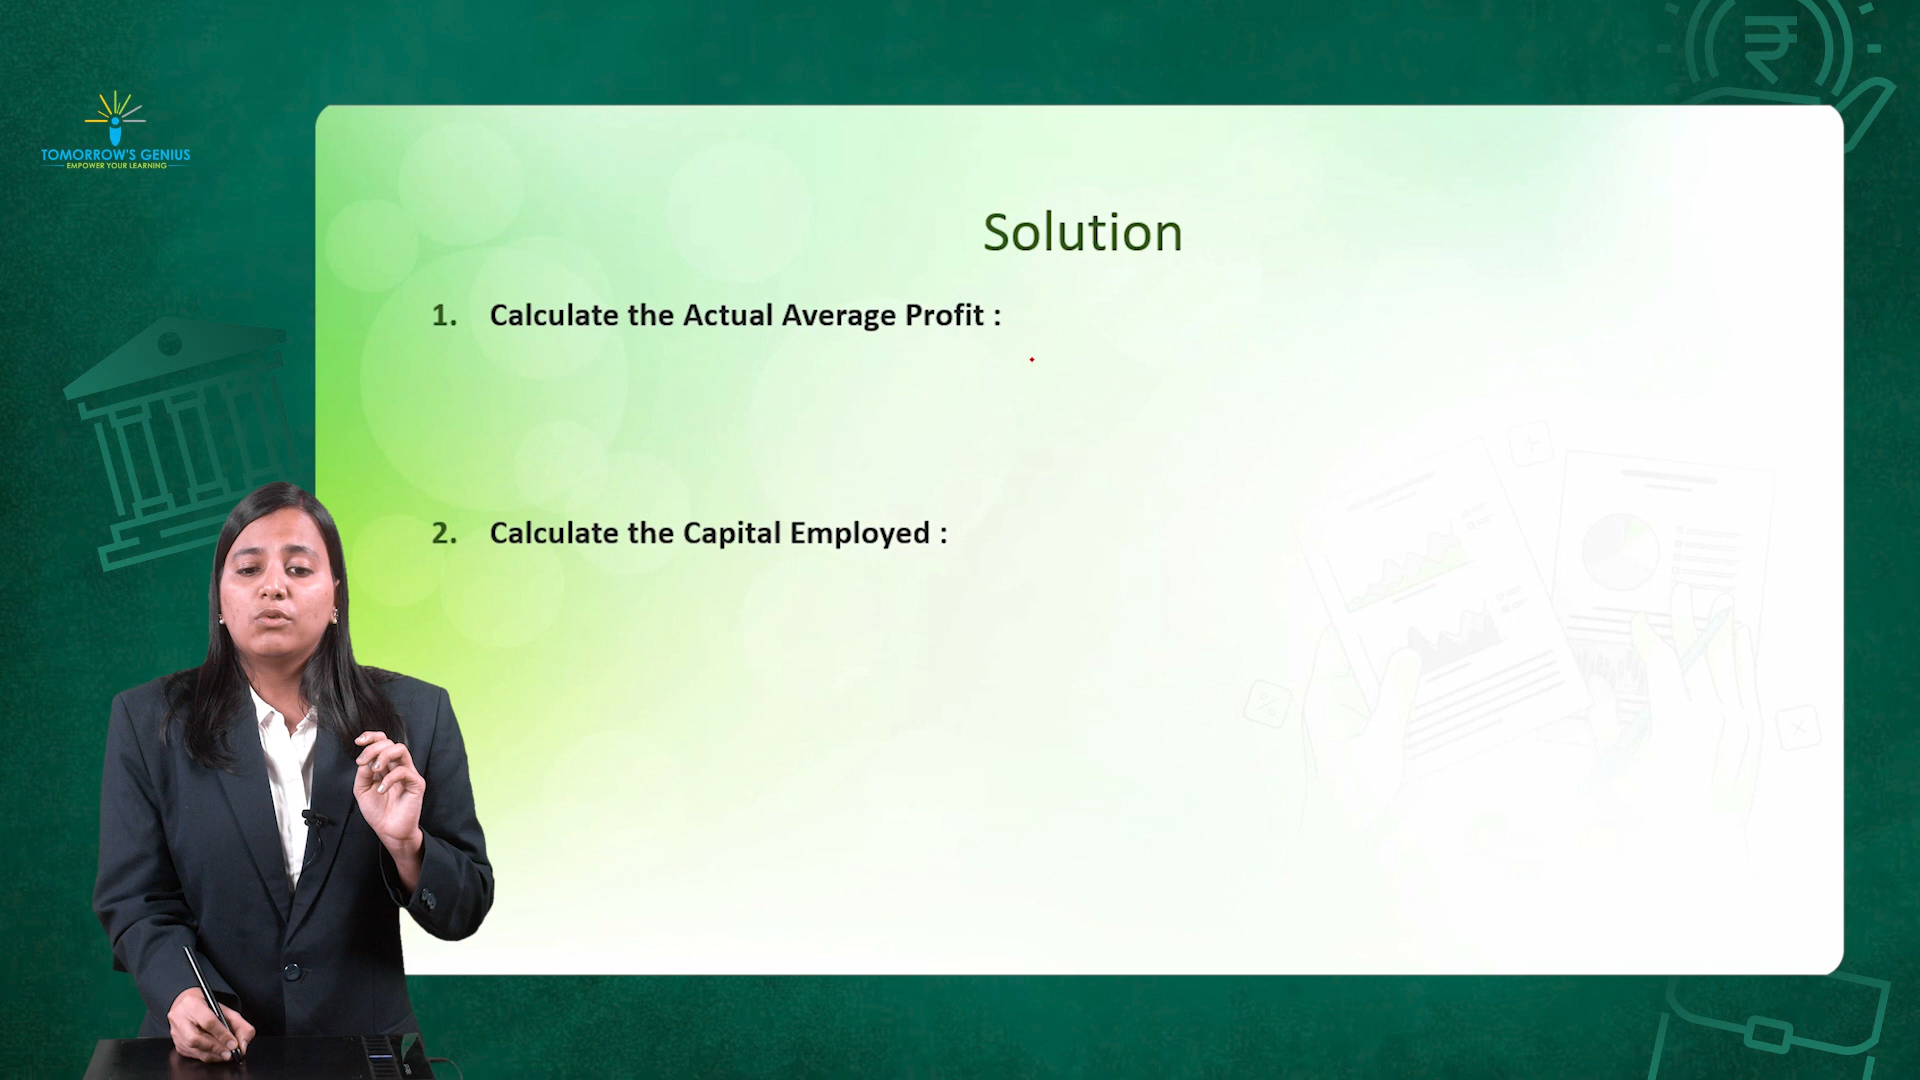 TOMORROW'S GENIUS
EMPOWER YOUR LEARNING
Solution
1. Calculate the Actual Average Profit :
2. Calculate the Capital Employed :